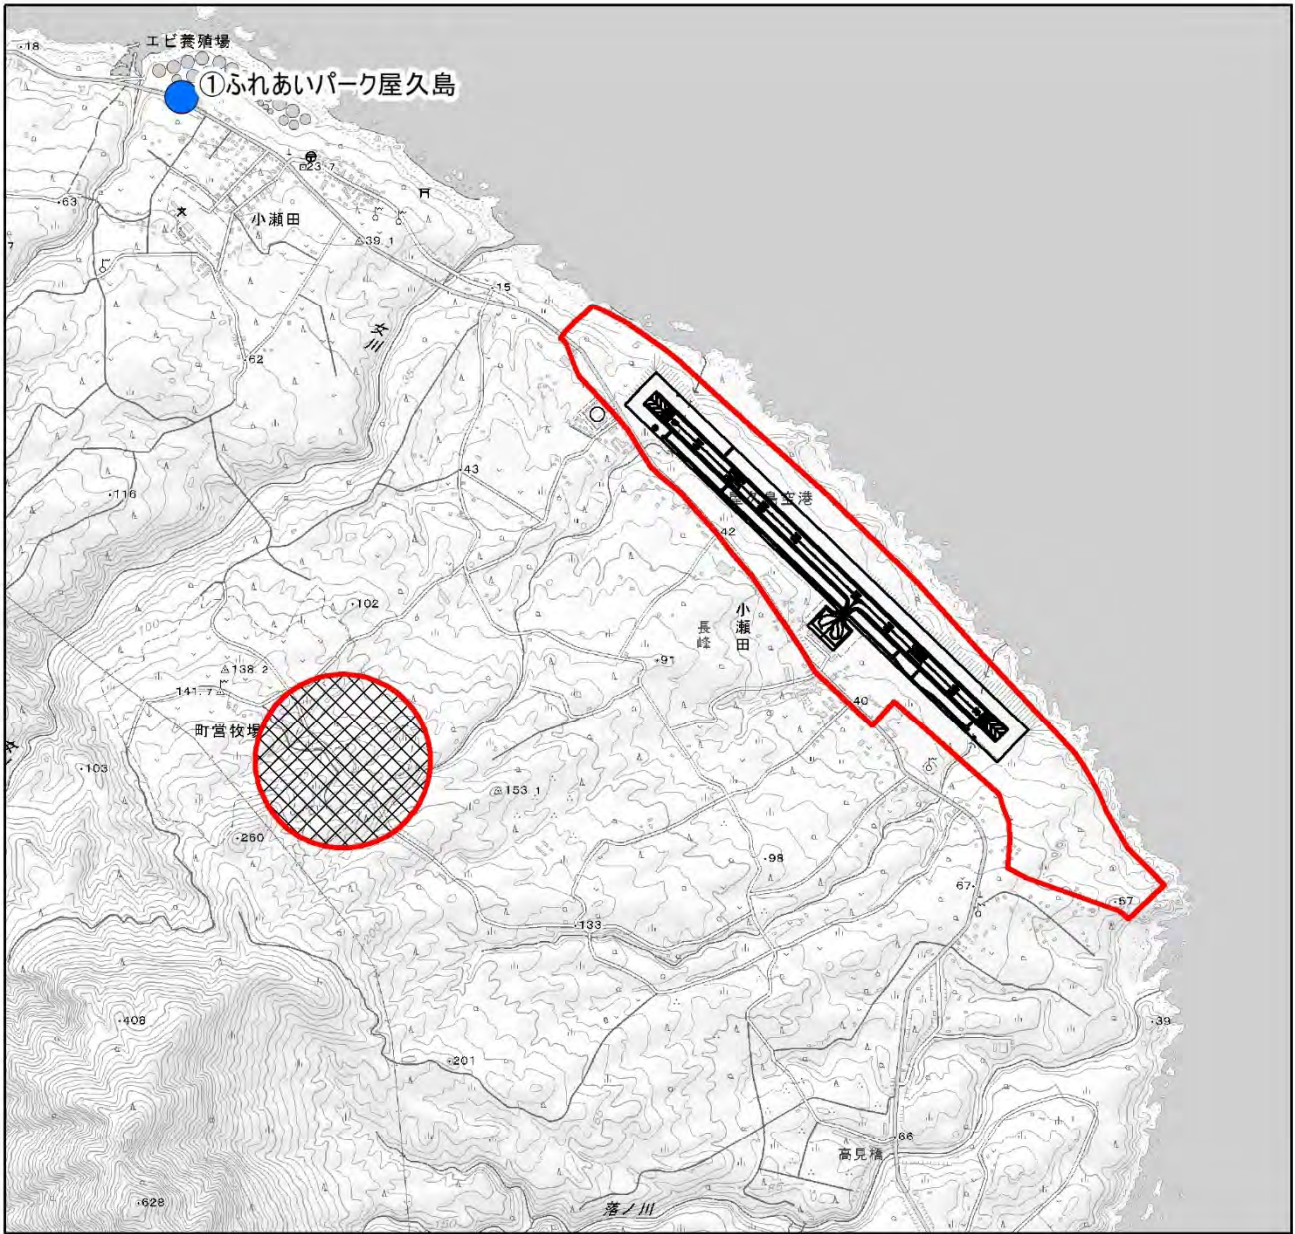 ・18
エビ養殖場
①ふれあいパーク屋久島
23.7
・63
小瀬田
39.1
7
・15
女川
・62
・43
・116
屋久島空港
・42
・102
小瀬田
長峰
・91
138.2
141.7
40
町営牧場
・103
153.1
・260
・98
67・
・57
・133
200
・408
・39
・201
・66
高見橋
・628
落ノ川